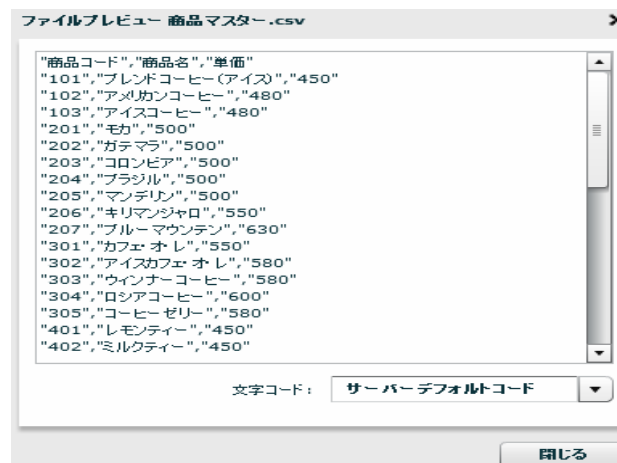 ファイルプレビュー 商品マスター.csv
"商品コード","商品名","単価"
"101","ブレンドコーヒー(アイス)","450"
"102","アメリカンコーヒー","480"
"103","アイスコーヒー","480"
"201","モカ","500"
"202","ガテマラ","500"
"203","コロンビア","500"
"204","ブラジル","500"
"205","マンデリン","500"
"206","キリマンジャロ","550"
"207","ブルーマウンテン","630"
"301","カフェ・オ・レ","550"
"302","アイスカフェ・オ・レ","580"
"303","ウィンナーコーヒー","580"
"304","ロシアコーヒー","600"
"305","コーヒーゼリー","580"
"401","レモンティー","450"
"402","ミルクティー","450"
文字コード: サーバーデフォルトコード
閉じる